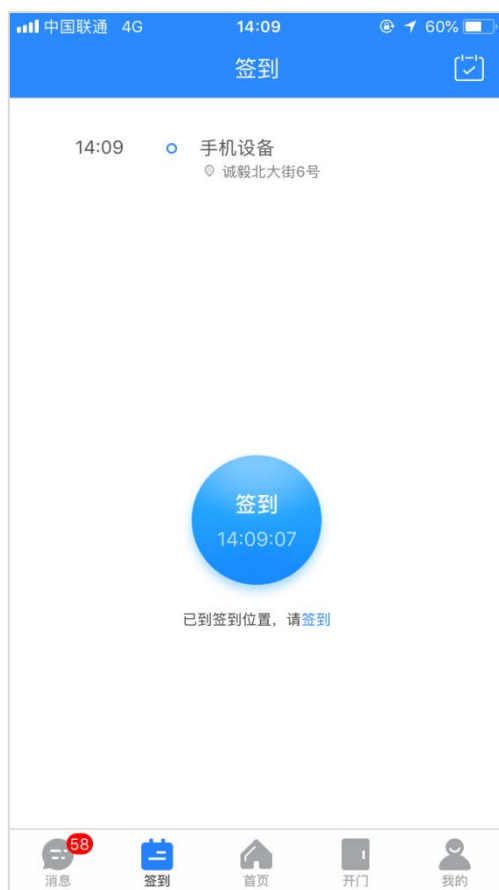 中国联通 4G 14:09 60%
签到
14:09 手机设备
诚毅北大街6号
签到
14:09:07
已到签到位置，请签到
58
消息 签到 首页 开门 我的